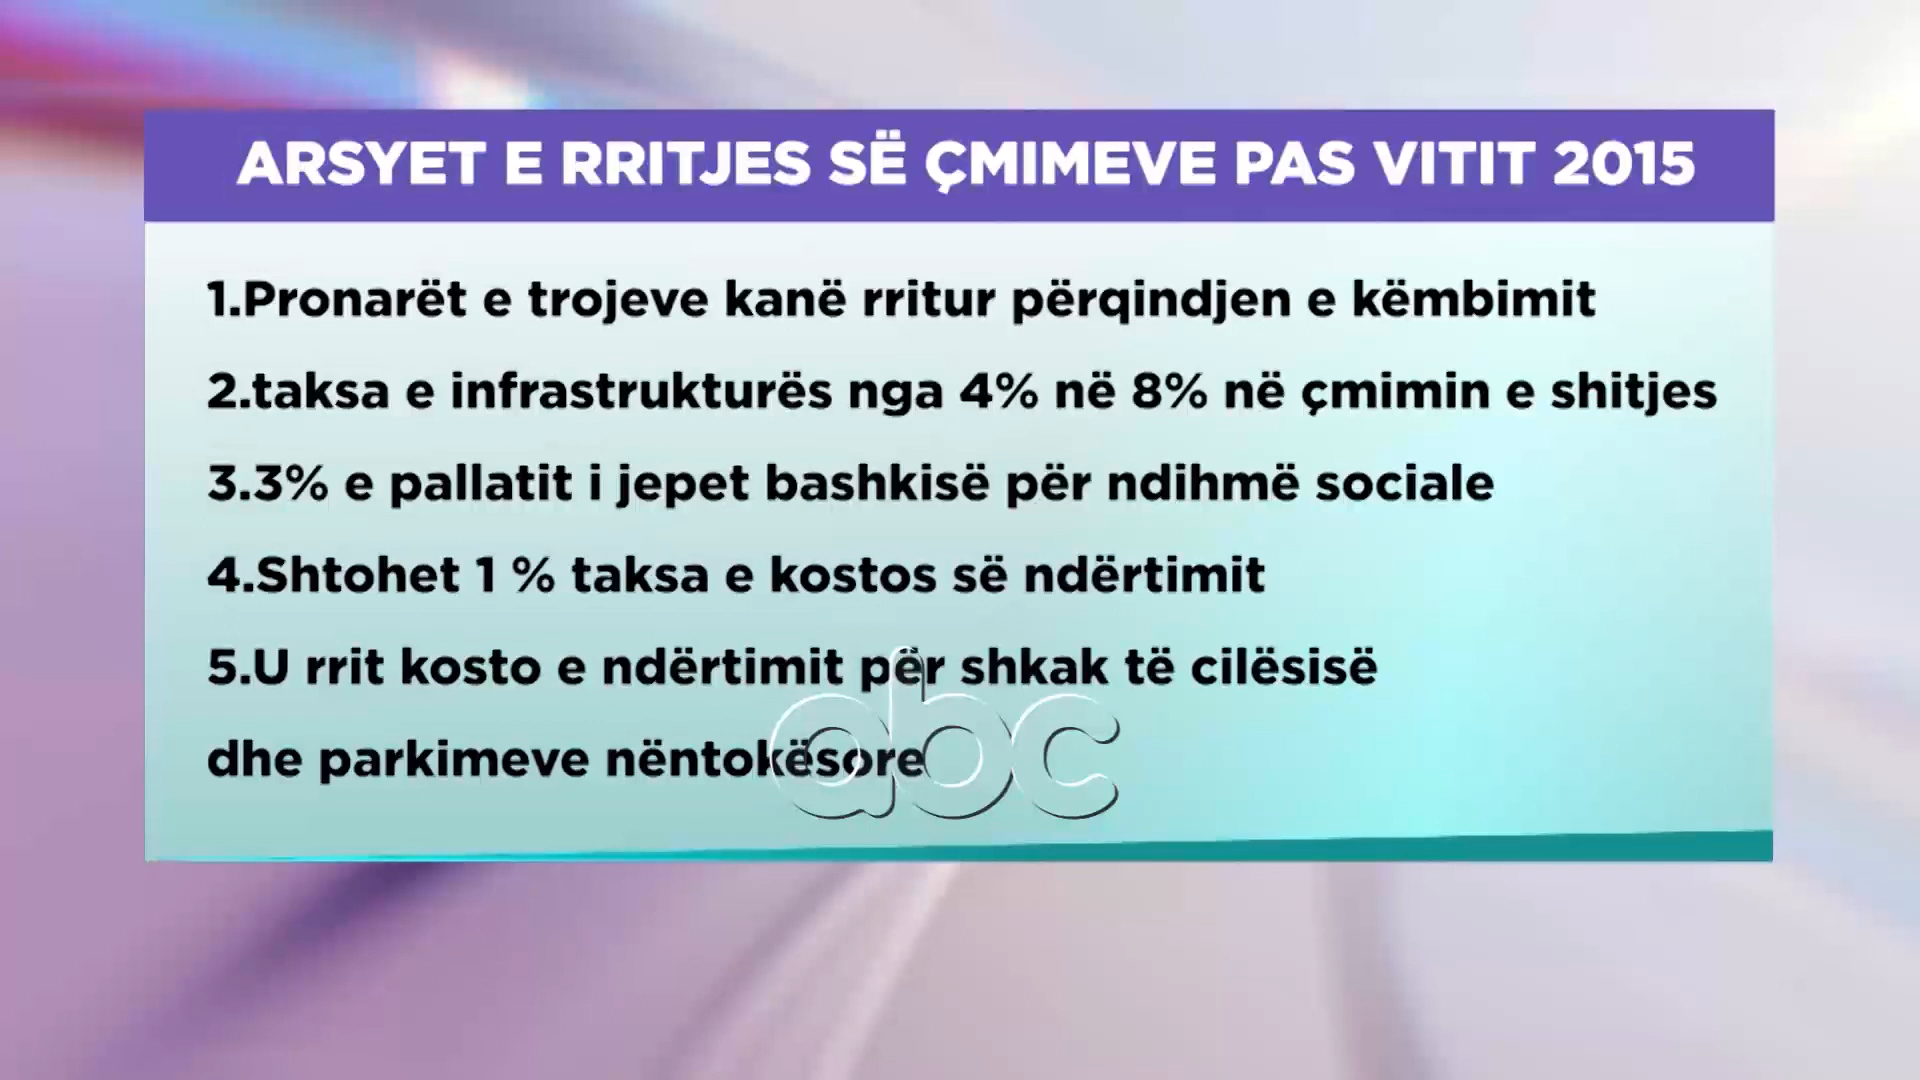 ARSYET E RRITJES SË ÇMIMEVE PAS VITIT 2015
1.Pronarët e trojeve kanë rritur përqindjen e këmbimit
2.taksa e infrastrukturës nga 4% në 8% në çmimin e shitjes
3.3% e pallatit i jepet bashkisë për ndihmë sociale
4.Shtohet 1 % taksa e kostos së ndërtimit
5.U rrit kosto e ndërtimit për shkak të cilësisë
dhe parkimeve nëntokësore
abc